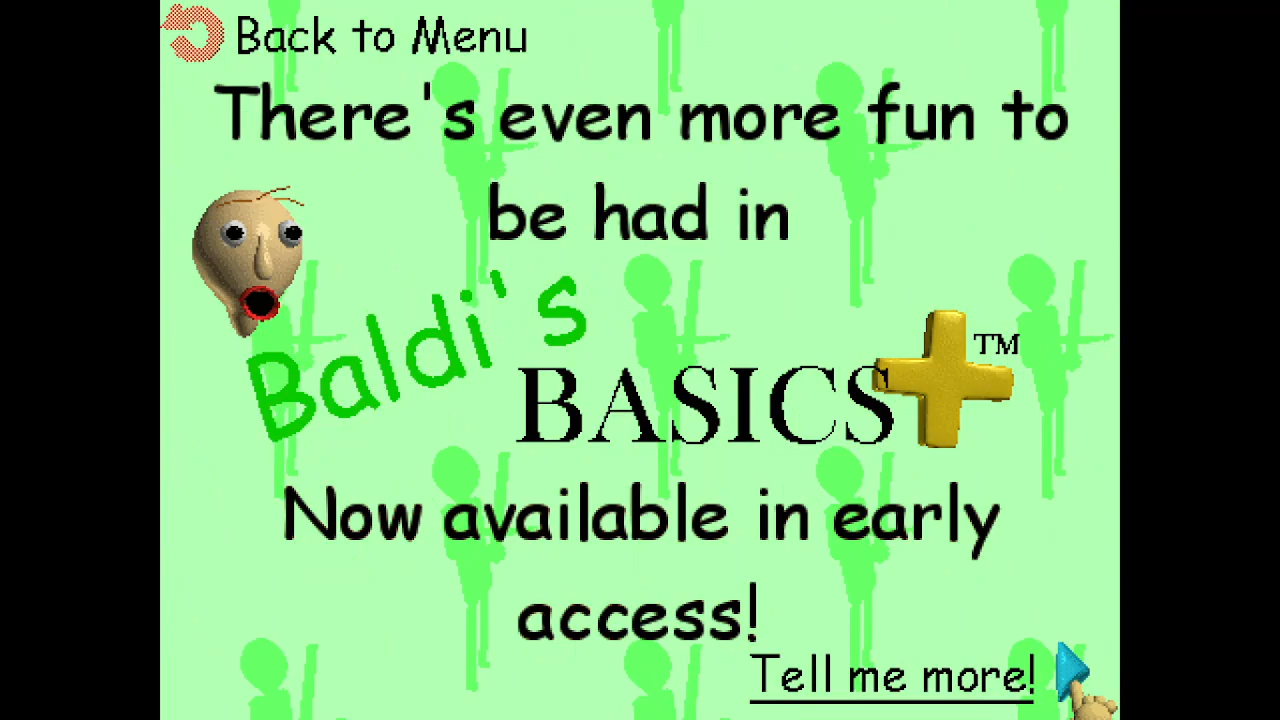 Back to Menu
There's even more fun to
be had in
Baldi's
BASICS
TM
Now available in early
access!
Tell me more!